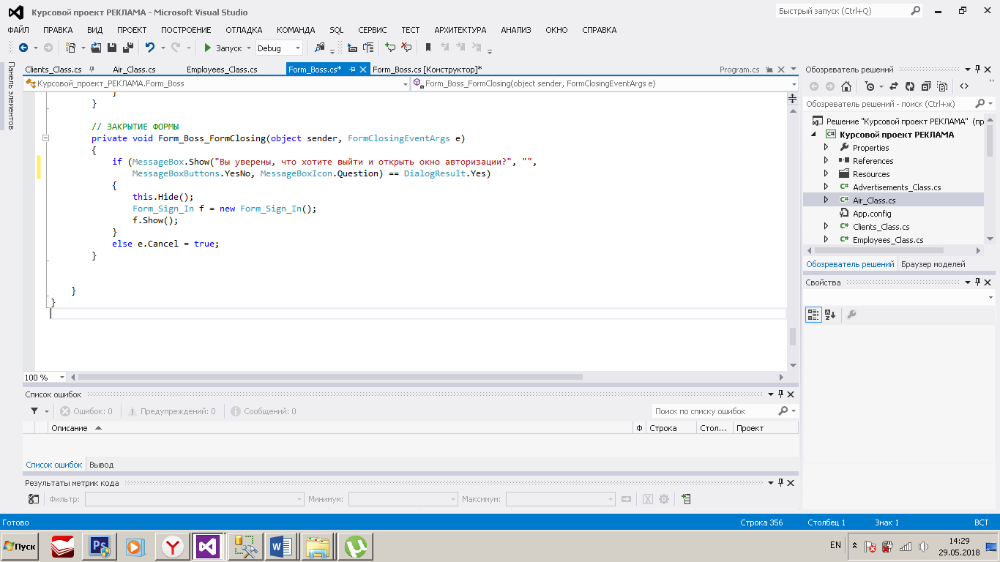 Курсовой проект РЕКЛАМА - Microsoft Visual Studio
Быстрый запуск (Ctrl+Q)
ФАЙЛ ПРАВКА ВИД ПРОЕКТ ПОСТРОЕНИЕ ОТЛАДКА КОМАНДА SQL СЕРВИС ТЕСТ АРХИТЕКТУРА АНАЛИЗ ОКНО СПРАВКА
Запуск Debug
Панель элементов
Clients_Class.cs Air_Class.cs Employees_Class.cs Form_Boss.cs* Form_Boss.cs [Конструктор]* Program.cs
Курсовой_проект_РЕКЛАМА.Form_Boss Form_Boss_FormClosing(object sender, FormClosingEventArgs e)
}
}
// ЗАКРЫТИЕ ФОРМЫ
private void Form_Boss_FormClosing(object sender, FormClosingEventArgs e)
{
if (MessageBox.Show("Вы уверены, что хотите выйти и открыть окно авторизации?", "",
MessageBoxButtons.YesNo, MessageBoxIcon.Question) == DialogResult.Yes)
{
this.Hide();
Form_Sign_In f = new Form_Sign_In();
f.Show();
}
else e.Cancel = true;
}
}
}
100 %
Обозреватель решений
Обозреватель решений - поиск (Ctrl+ж)
Решение "Курсовой проект РЕКЛАМА" (пр
Курсовой проект РЕКЛАМА
Properties
References
Resources
Advertisements_Class.cs
Air_Class.cs
App.config
Clients_Class.cs
Employees_Class.cs
Обозреватель решений Браузер моделей
Свойства
Список ошибок
Ошибок: 0 Предупреждений: 0 Сообщений: 0 Поиск по списку ошибок
Описание Ф Строка Стол... Проект
Список ошибок Вывод
Результаты метрик кода
Фильтр: Минимум: Максимум:
Готово Строка 356 Столбец 1 Знак 1 ВСТ
Пуск Ps EN 14:29
29.05.2018